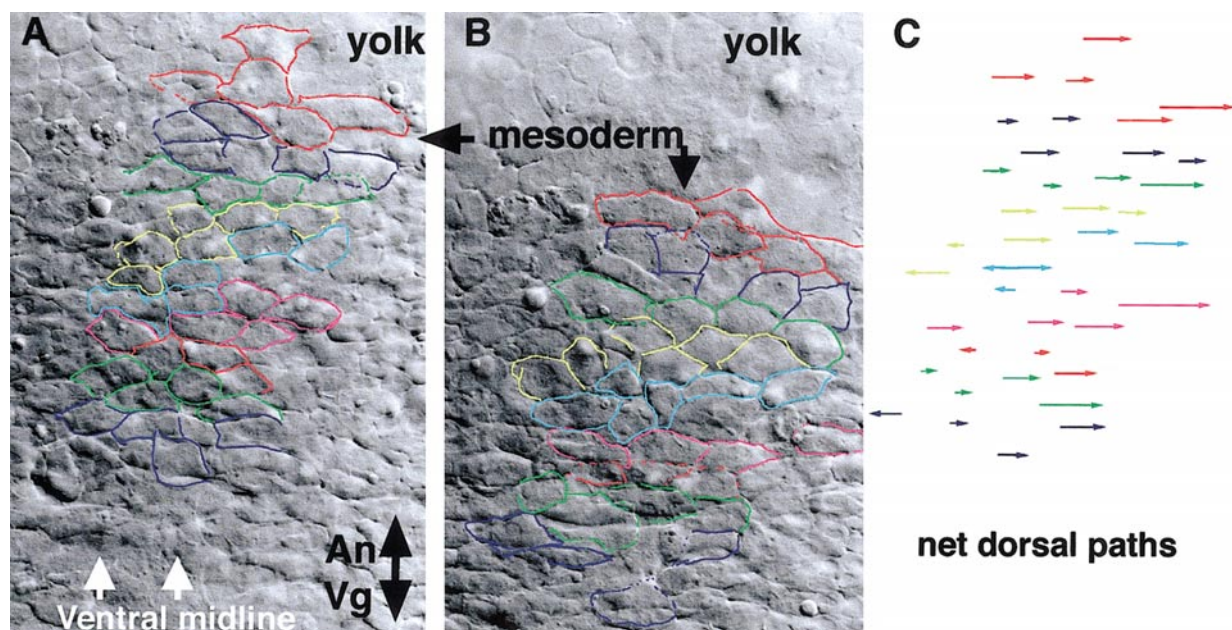 A
yolk
B
yolk
C
mesoderm
An
Vg
Ventral midline
net dorsal paths